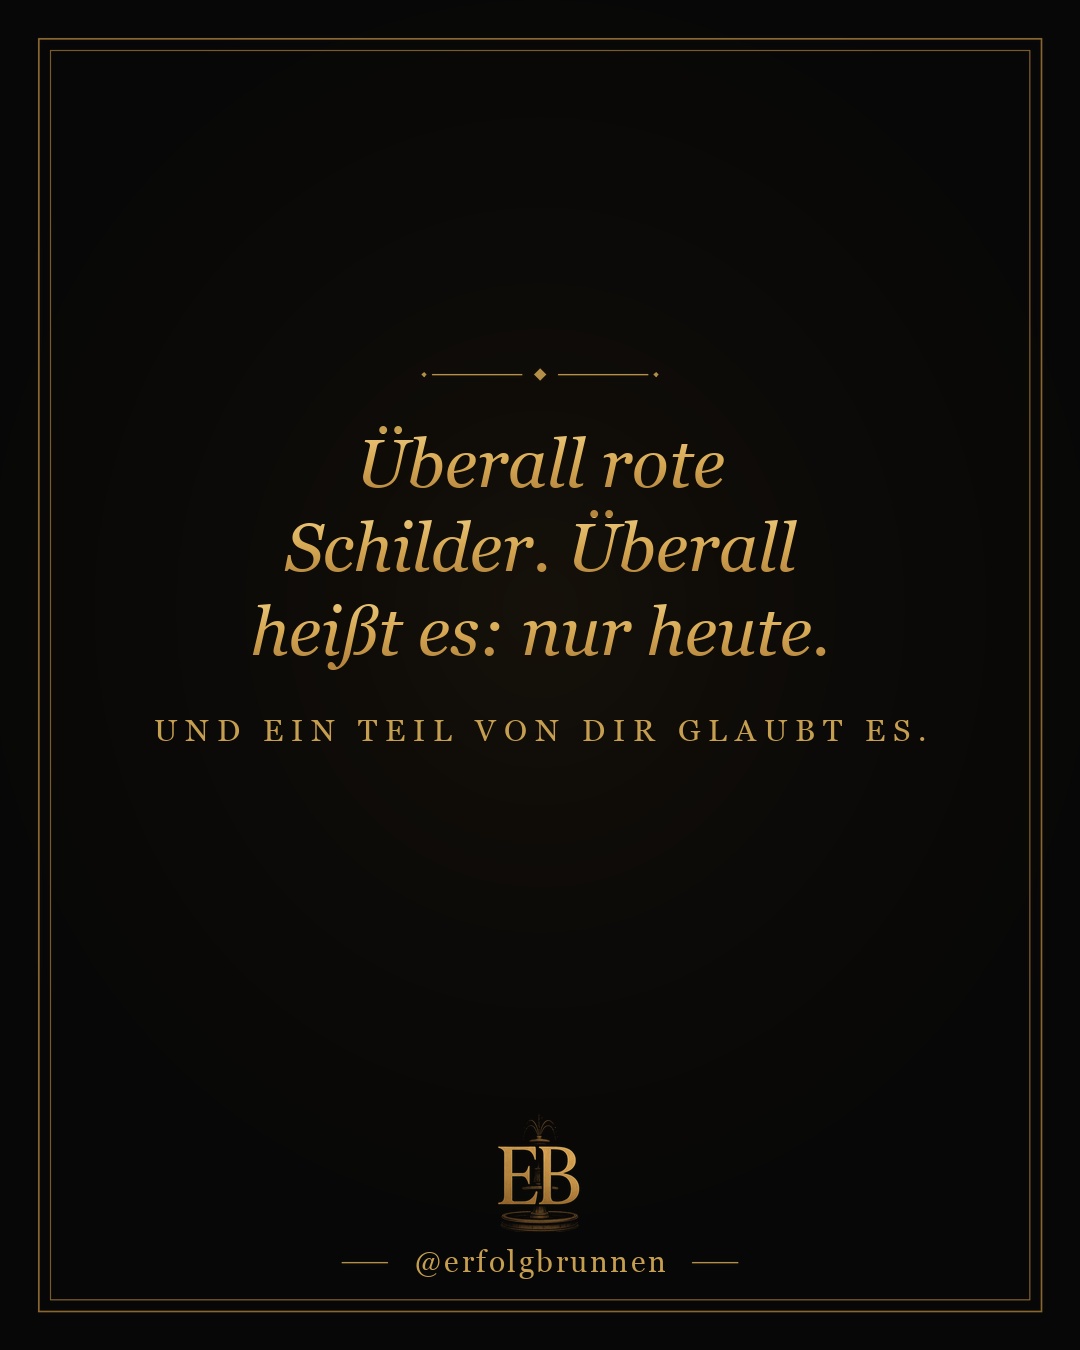 Überall rote
Schilder. Überall
heißt es: nur heute.
UND EIN TEIL VON DIR GLAUBT ES.
EB
@erfolgbrunnen